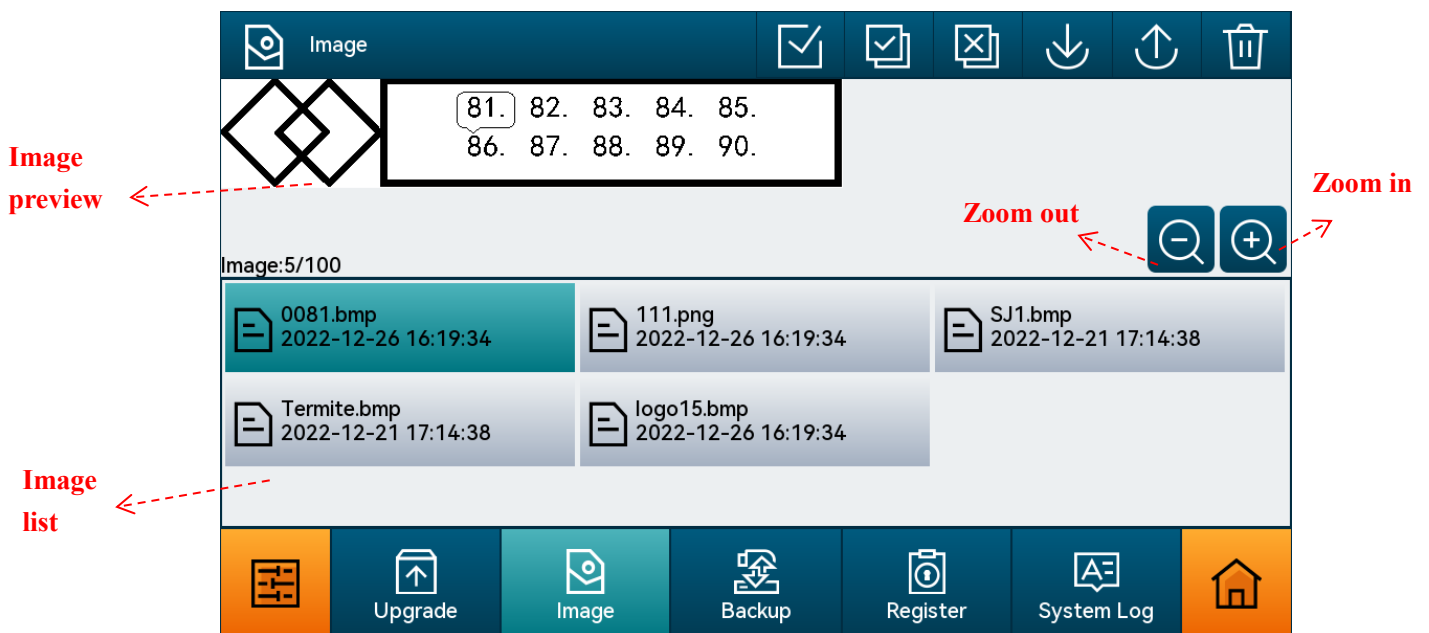 Image
81. 82. 83. 84. 85.
86. 87. 88. 89. 90.
Image
preview
Zoom out
Zoom in
Image:5/100
0081.bmp
2022-12-26 16:19:34
111.png
2022-12-26 16:19:34
SJ1.bmp
2022-12-21 17:14:38
Termite.bmp
2022-12-21 17:14:38
logo15.bmp
2022-12-26 16:19:34
Image
list
Upgrade
Image
Backup
Register
System Log